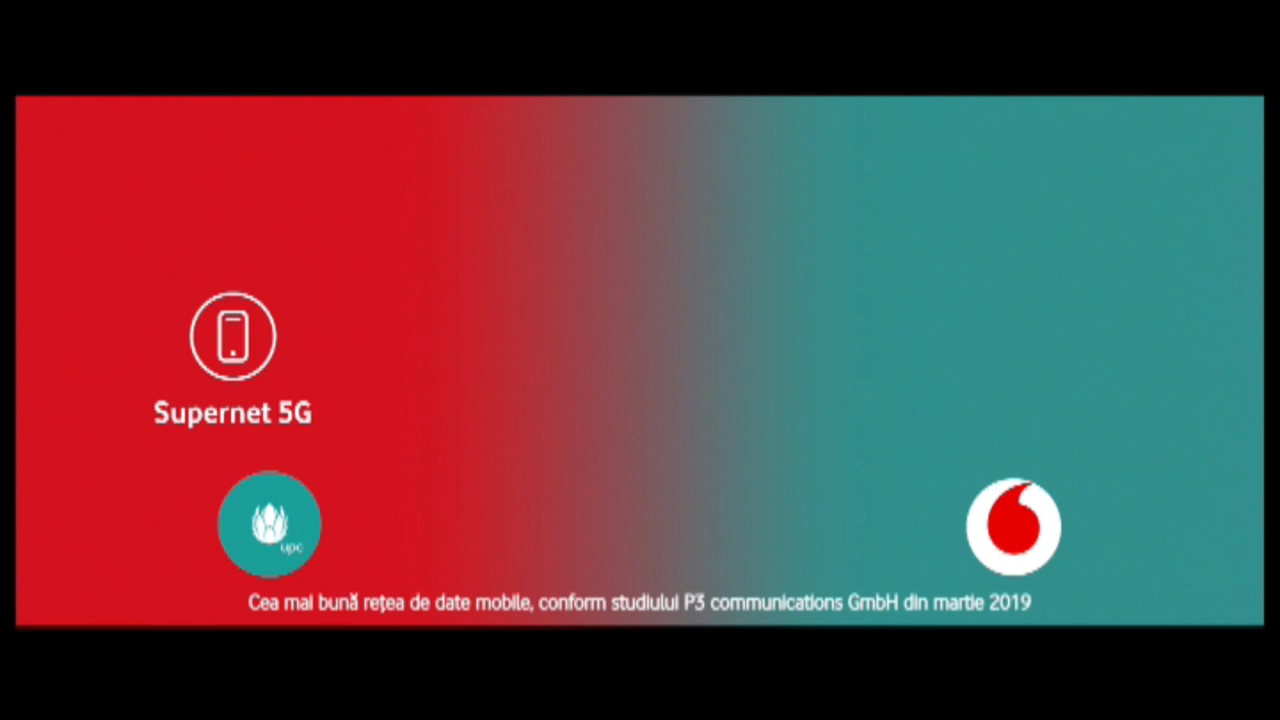 Supernet 5G
upc
Cea mai bună rețea de date mobile, conform studiului P3 communications GmbH din martie 2019